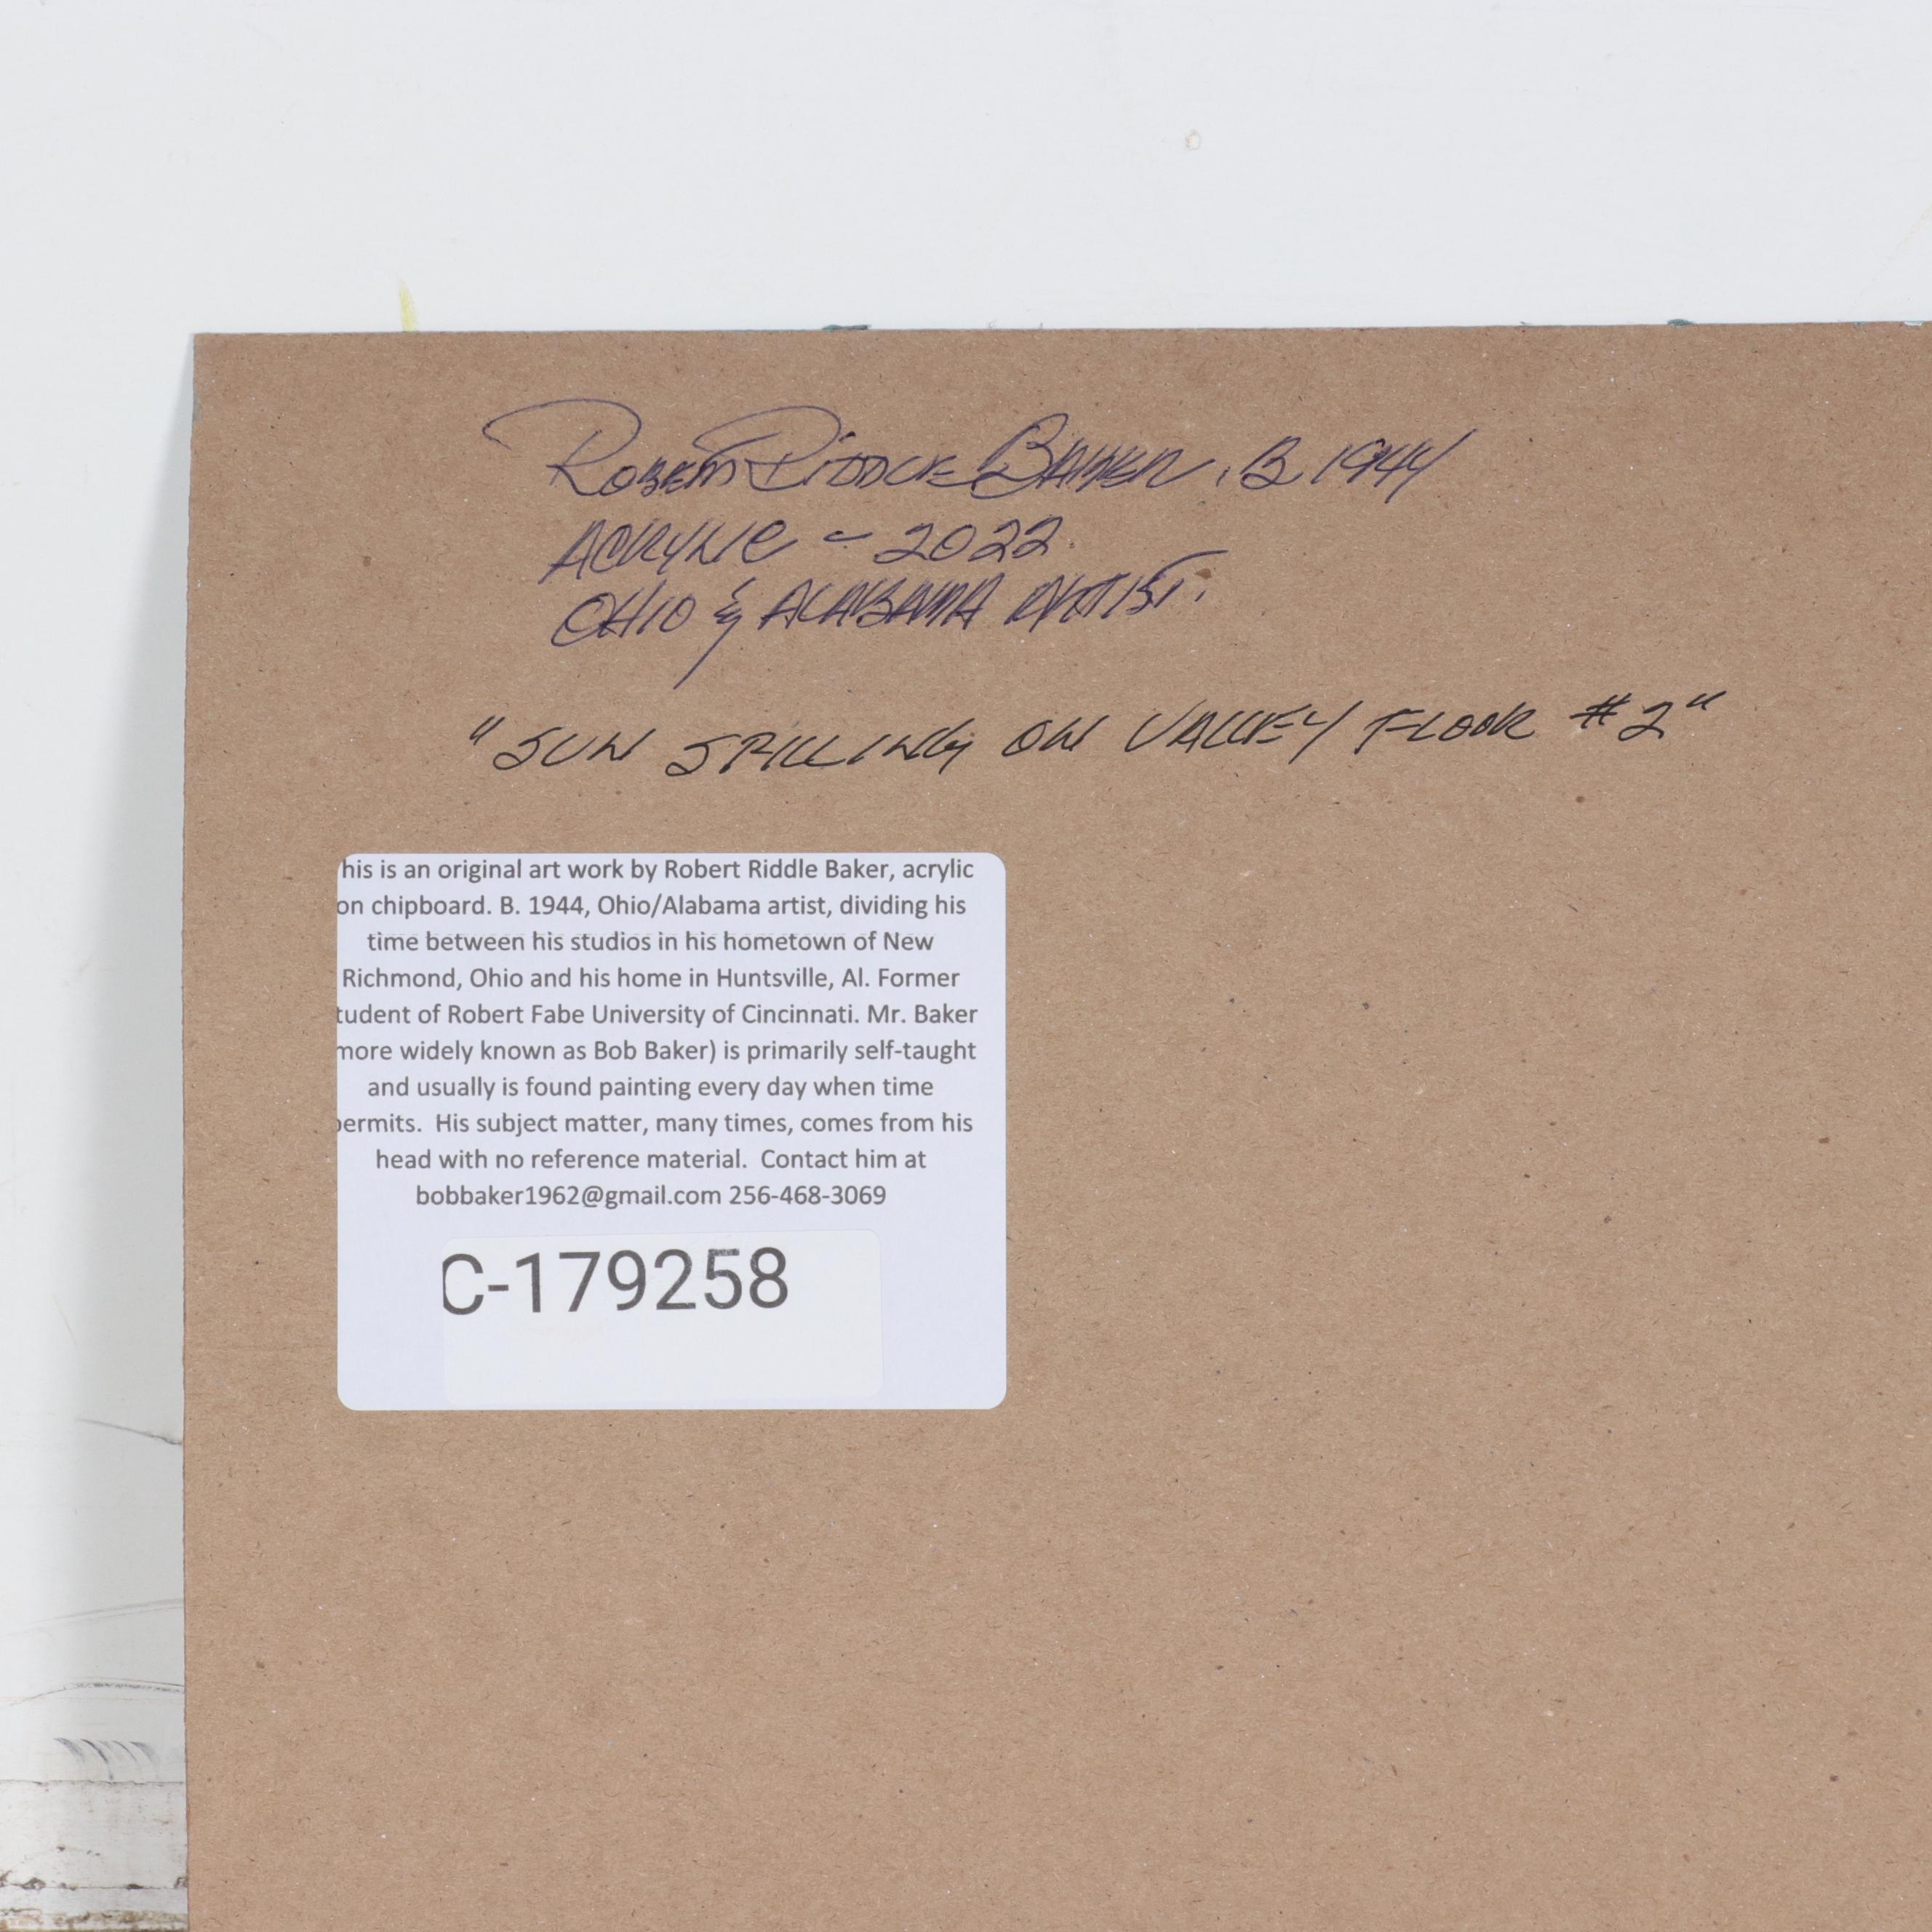 Robert Riddle Baker, B 1944
ACRYLIC - 2022
OHIO & ALABAMA ARTIST.
"SUN SPILLING ON VALLEY FLOOR #2"
his is an original art work by Robert Riddle Baker, acrylic
on chipboard. B. 1944, Ohio/Alabama artist, dividing his
time between his studios in his hometown of New
Richmond, Ohio and his home in Huntsville, Al. Former
tudent of Robert Fabe University of Cincinnati. Mr. Baker
more widely known as Bob Baker) is primarily self-taught
and usually is found painting every day when time
permits. His subject matter, many times, comes from his
head with no reference material. Contact him at
bobbaker1962@gmail.com 256-468-3069
C-179258